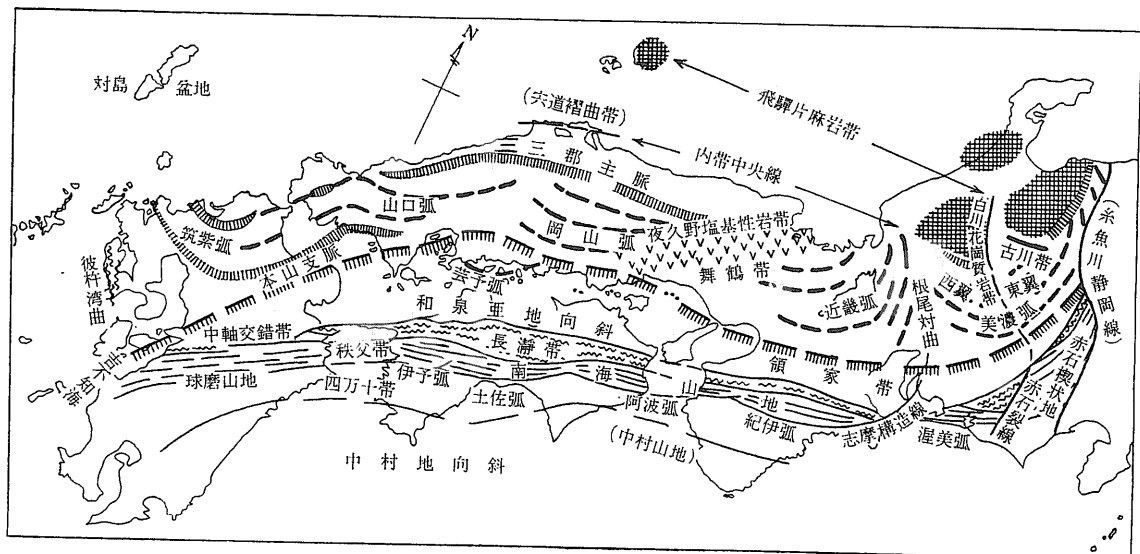 N
対島 盆地
飛驒片麻岩帯
(宍道褶曲帯)
内帯中央線
三郡主脈
山口弧
筑紫弧
岡山弧
夜久野塩基性岩帯
舞鶴帯
白川花崗質岩帯
古川帯
(糸魚川静岡線)
本山支脈
彼杵湾曲
芸予弧
近畿弧
根尾対曲
西翼
東翼
美濃弧
和泉亜地向斜
中軸交錯帯
長瀞帯
領家帯
秩父帯
球磨山地
伊予弧
南海山地
四万十帯
土佐弧
阿波弧
紀伊弧
志摩構造線
渥美弧
赤石裂線
赤石楔状地
(中村山地)
中村地向斜